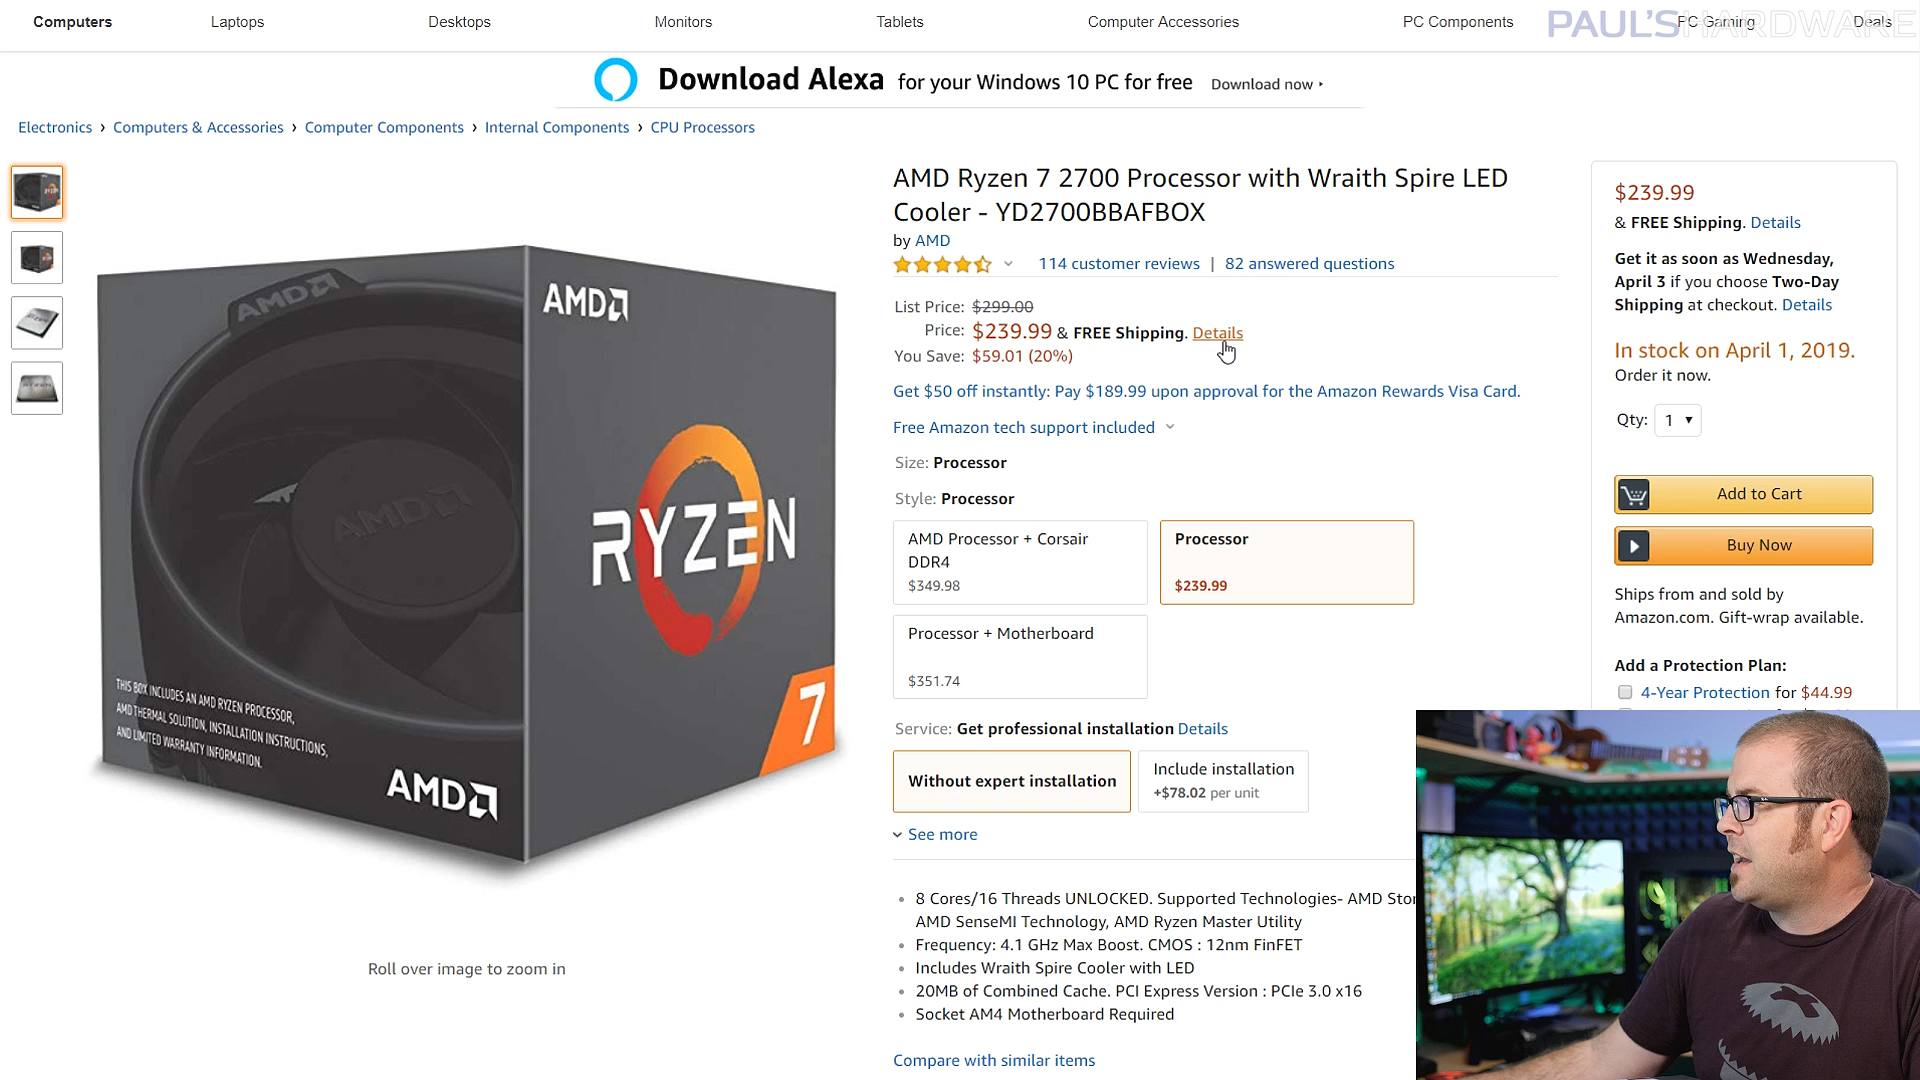 Computers
Laptops
Desktops
Monitors
Tablets
Computer Accessories
PC Components
PC Gaming
Deals
PAUL'S HARDWARE
Download Alexa for your Windows 10 PC for free Download now
Electronics › Computers & Accessories › Computer Components › Internal Components › CPU Processors
AMD
AMD
AMD
RYZEN
7
THIS BOX INCLUDES AN AMD RYZEN PROCESSOR,
AMD THERMAL SOLUTION, INSTALLATION INSTRUCTIONS,
AND LIMITED WARRANTY INFORMATION.
AMD
Roll over image to zoom in
AMD Ryzen 7 2700 Processor with Wraith Spire LED
Cooler - YD2700BBAFBOX
by AMD
114 customer reviews | 82 answered questions
List Price: $299.00
Price: $239.99 & FREE Shipping. Details
You Save: $59.01 (20%)
Get $50 off instantly: Pay $189.99 upon approval for the Amazon Rewards Visa Card.
Free Amazon tech support included
Size: Processor
Style: Processor
AMD Processor + Corsair
DDR4
$349.98
Processor
$239.99
Processor + Motherboard
$351.74
Service: Get professional installation Details
Without expert installation
Include installation
+$78.02 per unit
See more
• 8 Cores/16 Threads UNLOCKED. Supported Technologies- AMD Stor
AMD SenseMI Technology, AMD Ryzen Master Utility
• Frequency: 4.1 GHz Max Boost. CMOS : 12nm FinFET
• Includes Wraith Spire Cooler with LED
• 20MB of Combined Cache. PCI Express Version : PCIe 3.0 x16
• Socket AM4 Motherboard Required
Compare with similar items
$239.99
& FREE Shipping. Details
Get it as soon as Wednesday,
April 3 if you choose Two-Day
Shipping at checkout. Details
In stock on April 1, 2019.
Order it now.
Qty: 1
Add to Cart
Buy Now
Ships from and sold by
Amazon.com. Gift-wrap available.
Add a Protection Plan:
4-Year Protection for $44.99